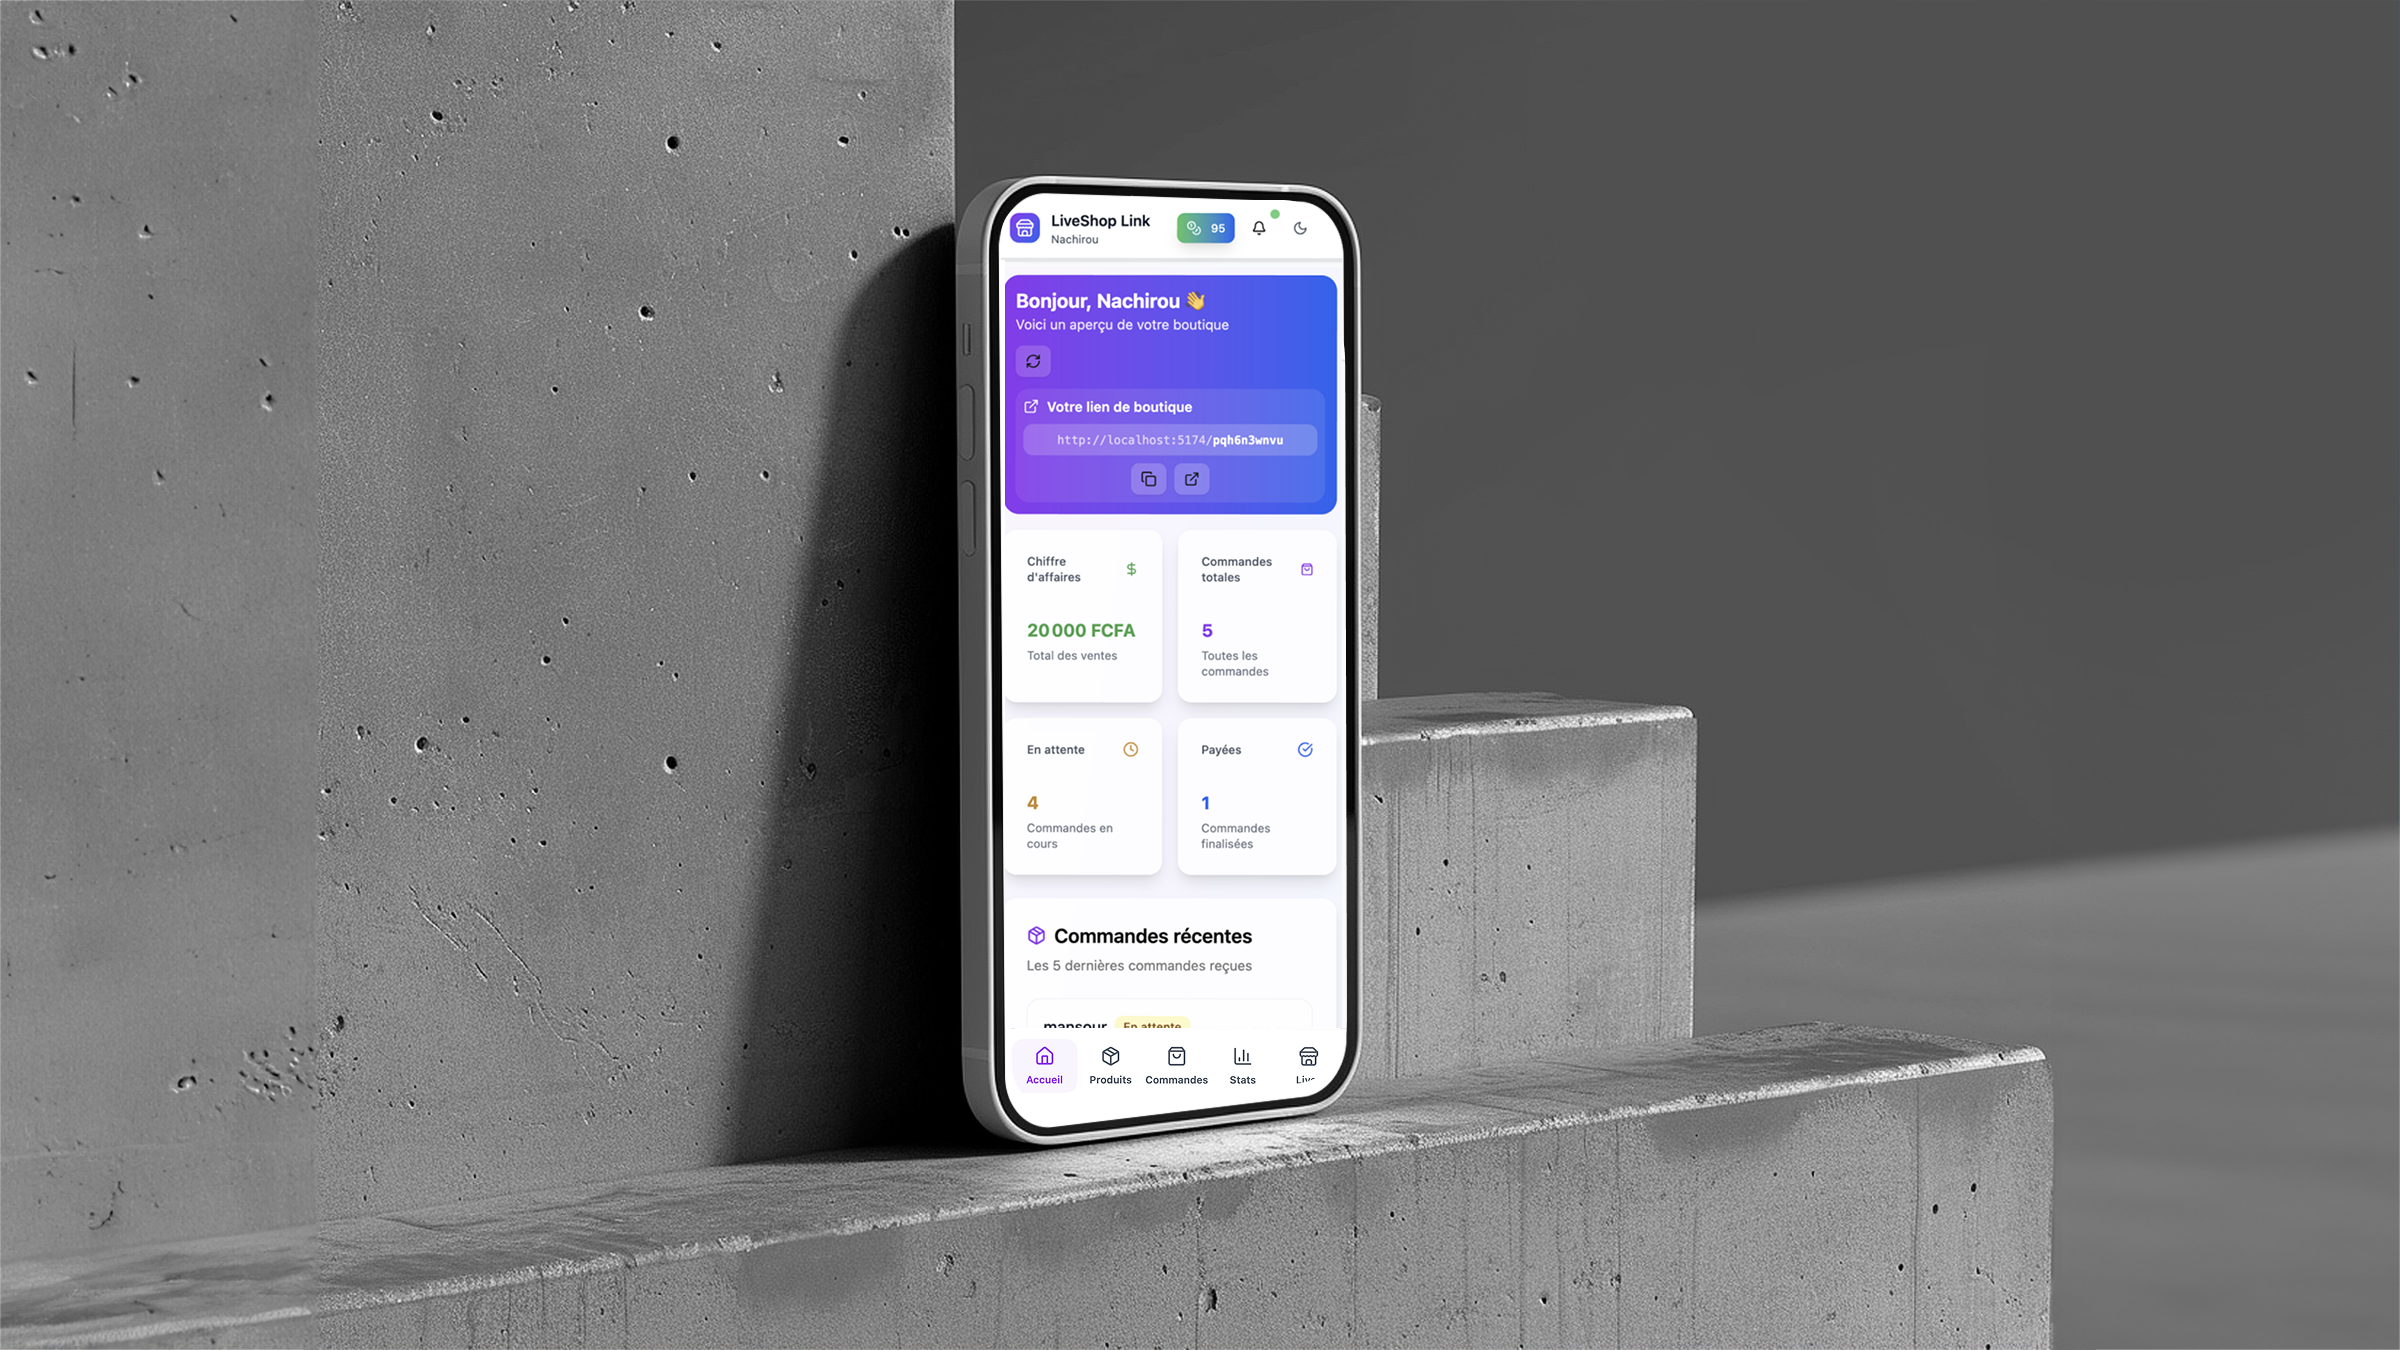 LiveShop Link
Nachirou
95
Bonjour, Nachirou 👋
Voici un aperçu de votre boutique
Votre lien de boutique
http://localhost:5174/pqh6n3wnvu
Chiffre
d'affaires
$
20 000 FCFA
Total des ventes
Commandes
totales
5
Toutes les
commandes
En attente
4
Commandes en
cours
Payées
1
Commandes
finalisées
Commandes récentes
Les 5 dernières commandes reçues
mansour
En attente
Accueil
Produits
Commandes
Stats